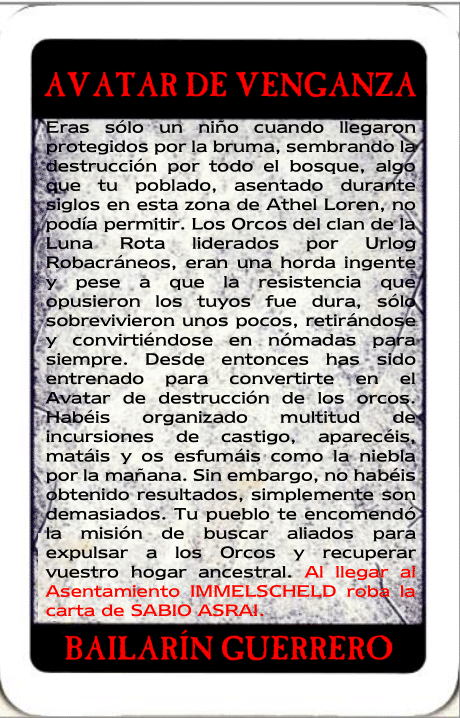 AVATAR DE VENGANZA
Eras sólo un niño cuando llegaron
protegidos por la bruma, sembrando la
destrucción por todo el bosque, algo
que tu poblado, asentado durante
siglos en esta zona de Athel Loren, no
podía permitir. Los Orcos del clan de la
Luna Rota liderados por Urlog
Robacráneos, eran una horda ingente
y pese a que la resistencia que
opusieron los tuyos fue dura, sólo
sobrevivieron unos pocos, retirándose
y convirtiéndose en nómadas para
siempre. Desde entonces has sido
entrenado para convertirte en el
Avatar de destrucción de los orcos.
Habéis organizado multitud de
incursiones de castigo, aparecéis,
matáis y os esfumáis como la niebla
por la mañana. Sin embargo, no habéis
obtenido resultados, simplemente son
demasiados. Tu pueblo te encomendó
la misión de buscar aliados para
expulsar a los Orcos y recuperar
vuestro hogar ancestral. Al llegar al
Asentamiento IMMELSCHELD roba la
carta de SABIO ASRAI.
BAILARÍN GUERRERO